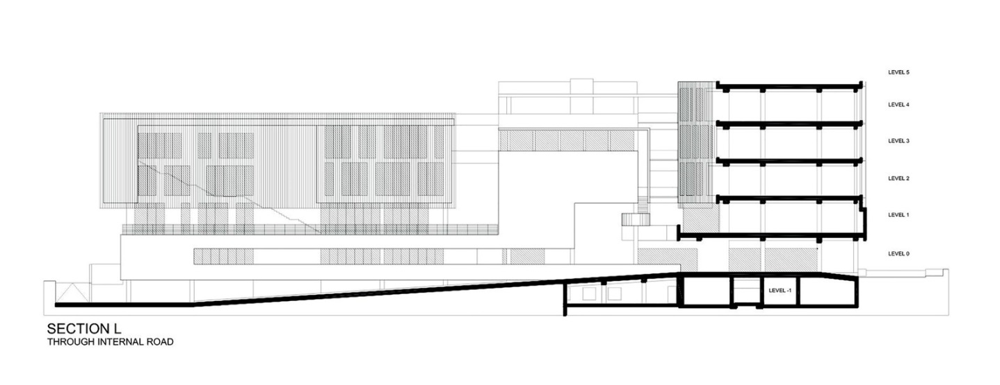 LEVEL 5
LEVEL 4
LEVEL 3
LEVEL 2
LEVEL 1
LEVEL 0
LEVEL -1
SECTION L
THROUGH INTERNAL ROAD